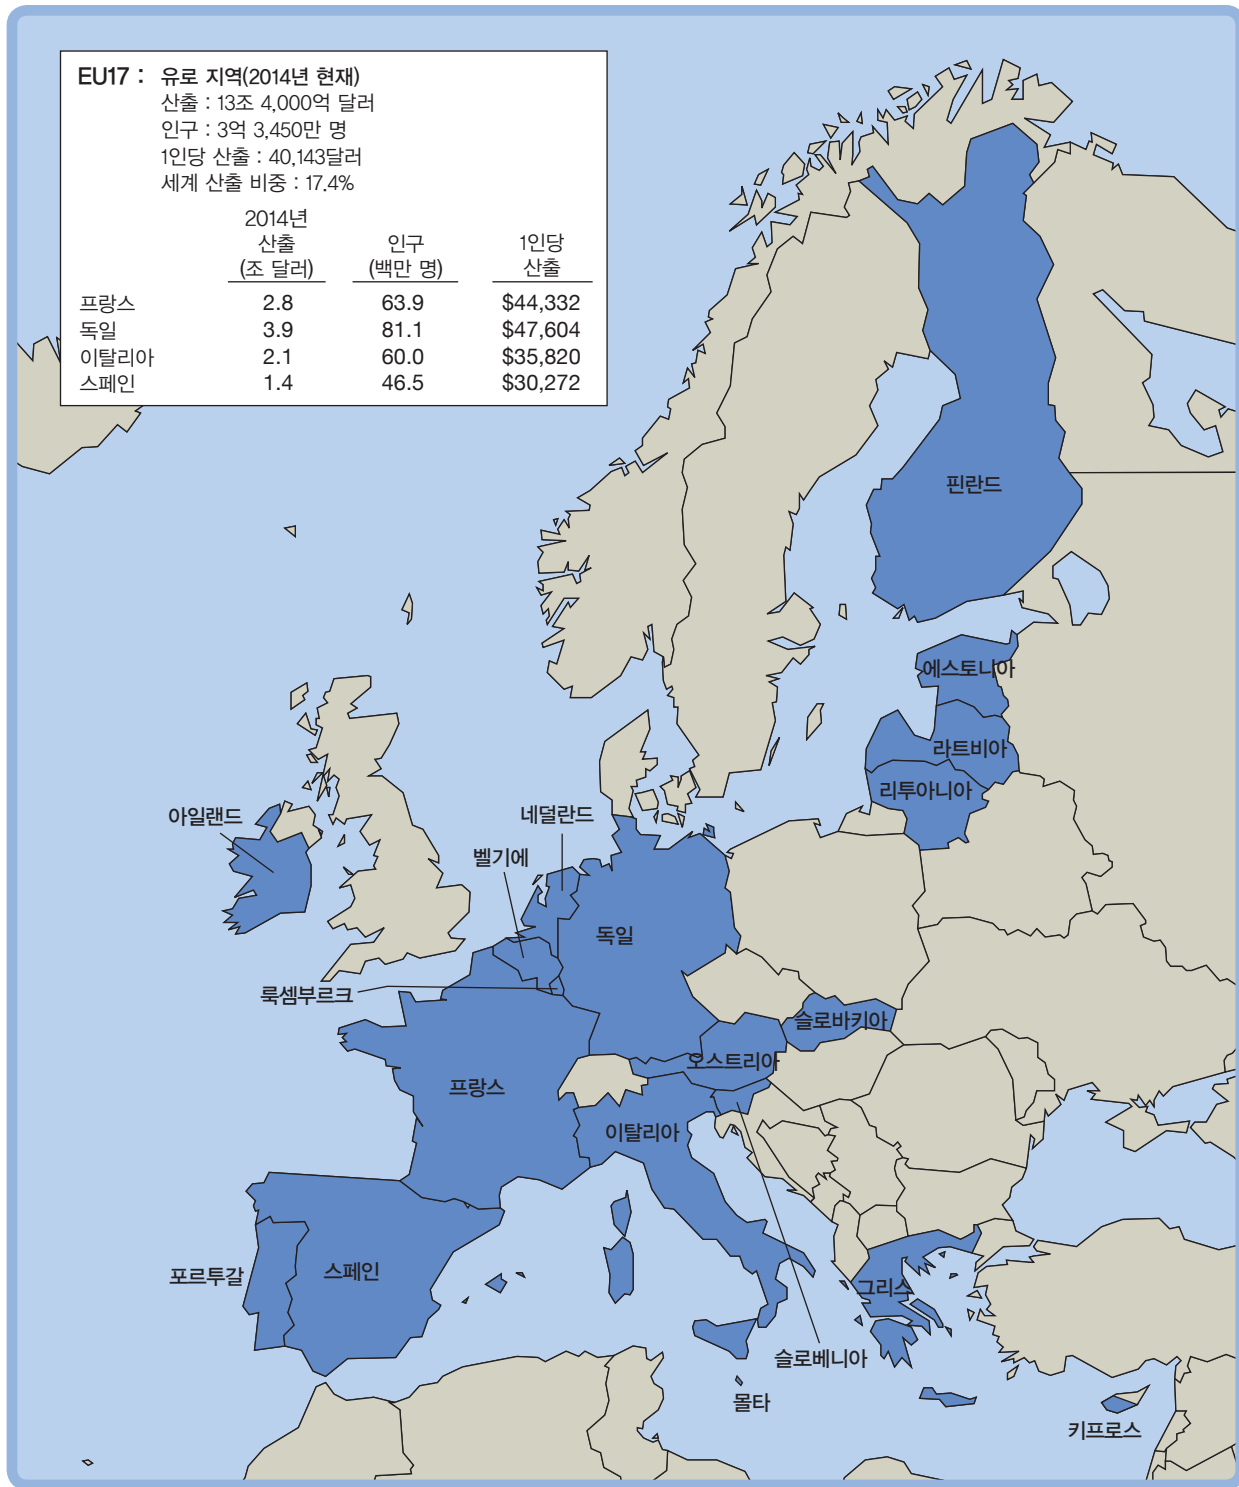 EU17 : 유로 지역(2014년 현재)
산출 : 13조 4,000억 달러
인구 : 3억 3,450만 명
1인당 산출 : 40,143달러
세계 산출 비중 : 17.4%
2014년
산출 인구 1인당
(조 달러) (백만 명) 산출
프랑스 2.8 63.9 $44,332
독일 3.9 81.1 $47,604
이탈리아 2.1 60.0 $35,820
스페인 1.4 46.5 $30,272
핀란드
에스토니아
라트비아
리투아니아
아일랜드
네덜란드
벨기에
독일
룩셈부르크
슬로바키아
오스트리아
프랑스
이탈리아
포르투갈
스페인
그리스
슬로베니아
몰타
키프로스